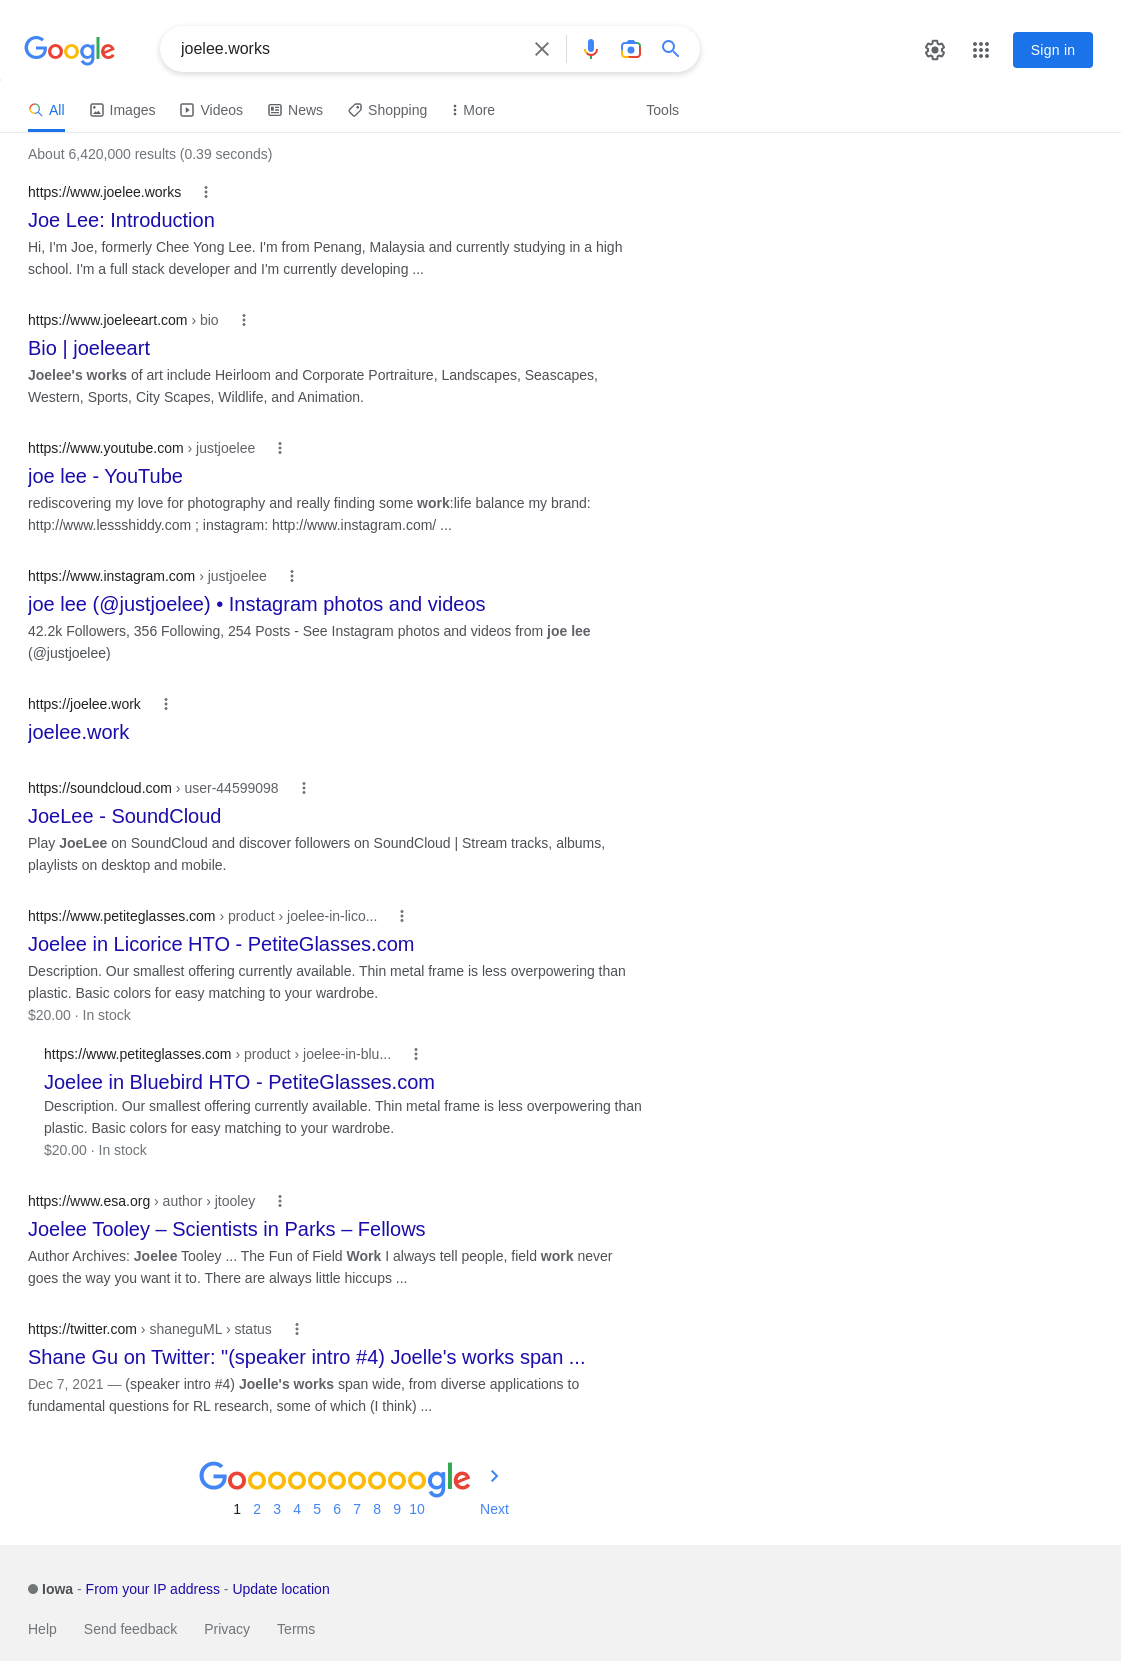 Google
joelee.works
Sign in
All
Images
Videos
News
Shopping
More
Tools
About 6,420,000 results (0.39 seconds)
https://www.joelee.works
Joe Lee: Introduction
Hi, I'm Joe, formerly Chee Yong Lee. I'm from Penang, Malaysia and currently studying in a high
school. I'm a full stack developer and I'm currently developing ...
https://www.joeleeart.com › bio
Bio | joeleeart
Joelee's works of art include Heirloom and Corporate Portraiture, Landscapes, Seascapes,
Western, Sports, City Scapes, Wildlife, and Animation.
https://www.youtube.com › justjoelee
joe lee - YouTube
rediscovering my love for photography and really finding some work:life balance my brand:
http://www.lessshiddy.com ; instagram: http://www.instagram.com/ ...
https://www.instagram.com › justjoelee
joe lee (@justjoelee) • Instagram photos and videos
42.2k Followers, 356 Following, 254 Posts - See Instagram photos and videos from joe lee
(@justjoelee)
https://joelee.work
joelee.work
https://soundcloud.com › user-44599098
JoeLee - SoundCloud
Play JoeLee on SoundCloud and discover followers on SoundCloud | Stream tracks, albums,
playlists on desktop and mobile.
https://www.petiteglasses.com › product › joelee-in-lico...
Joelee in Licorice HTO - PetiteGlasses.com
Description. Our smallest offering currently available. Thin metal frame is less overpowering than
plastic. Basic colors for easy matching to your wardrobe.
$20.00 · In stock
https://www.petiteglasses.com › product › joelee-in-blu...
Joelee in Bluebird HTO - PetiteGlasses.com
Description. Our smallest offering currently available. Thin metal frame is less overpowering than
plastic. Basic colors for easy matching to your wardrobe.
$20.00 · In stock
https://www.esa.org › author › jtooley
Joelee Tooley – Scientists in Parks – Fellows
Author Archives: Joelee Tooley ... The Fun of Field Work I always tell people, field work never
goes the way you want it to. There are always little hiccups ...
https://twitter.com › shaneguML › status
Shane Gu on Twitter: "(speaker intro #4) Joelle's works span ...
Dec 7, 2021 — (speaker intro #4) Joelle's works span wide, from diverse applications to
fundamental questions for RL research, some of which (I think) ...
Goooooooooogle
1 2 3 4 5 6 7 8 9 10 Next
Iowa - From your IP address - Update location
Help Send feedback Privacy Terms